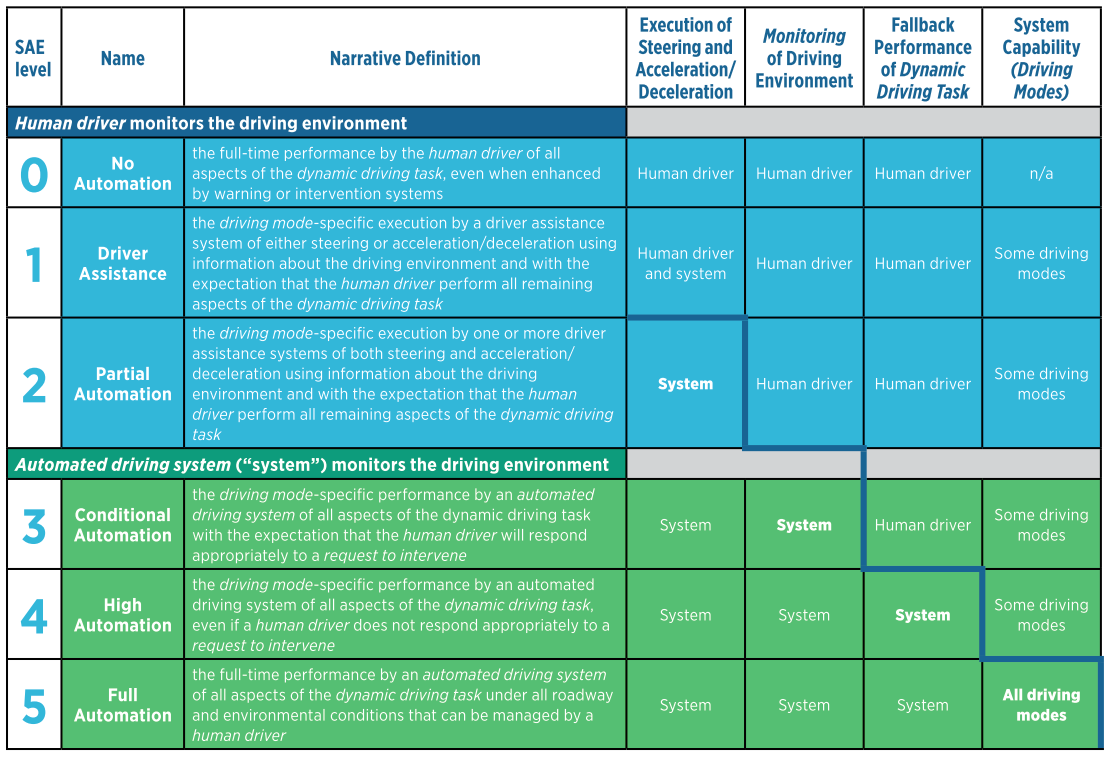 SAE
level
Name
Narrative Definition
Execution of
Steering and
Acceleration/
Deceleration
Monitoring
of Driving
Environment
Fallback
Performance
of Dynamic
Driving Task
System
Capability
(Driving
Modes)
Human driver monitors the driving environment
0
No
Automation
the full-time performance by the human driver of all
aspects of the dynamic driving task, even when enhanced
by warning or intervention systems
Human driver
Human driver
Human driver
n/a
1
Driver
Assistance
the driving mode-specific execution by a driver assistance
system of either steering or acceleration/deceleration using
information about the driving environment and with the
expectation that the human driver perform all remaining
aspects of the dynamic driving task
Human driver
and system
Human driver
Human driver
Some driving
modes
2
Partial
Automation
the driving mode-specific execution by one or more driver
assistance systems of both steering and acceleration/
deceleration using information about the driving
environment and with the expectation that the human
driver perform all remaining aspects of the dynamic driving
task
System
Human driver
Human driver
Some driving
modes
Automated driving system (“system”) monitors the driving environment
3
Conditional
Automation
the driving mode-specific performance by an automated
driving system of all aspects of the dynamic driving task
with the expectation that the human driver will respond
appropriately to a request to intervene
System
System
Human driver
Some driving
modes
4
High
Automation
the driving mode-specific performance by an automated
driving system of all aspects of the dynamic driving task,
even if a human driver does not respond appropriately to a
request to intervene
System
System
System
Some driving
modes
5
Full
Automation
the full-time performance by an automated driving system
of all aspects of the dynamic driving task under all roadway
and environmental conditions that can be managed by a
human driver
System
System
System
All driving
modes